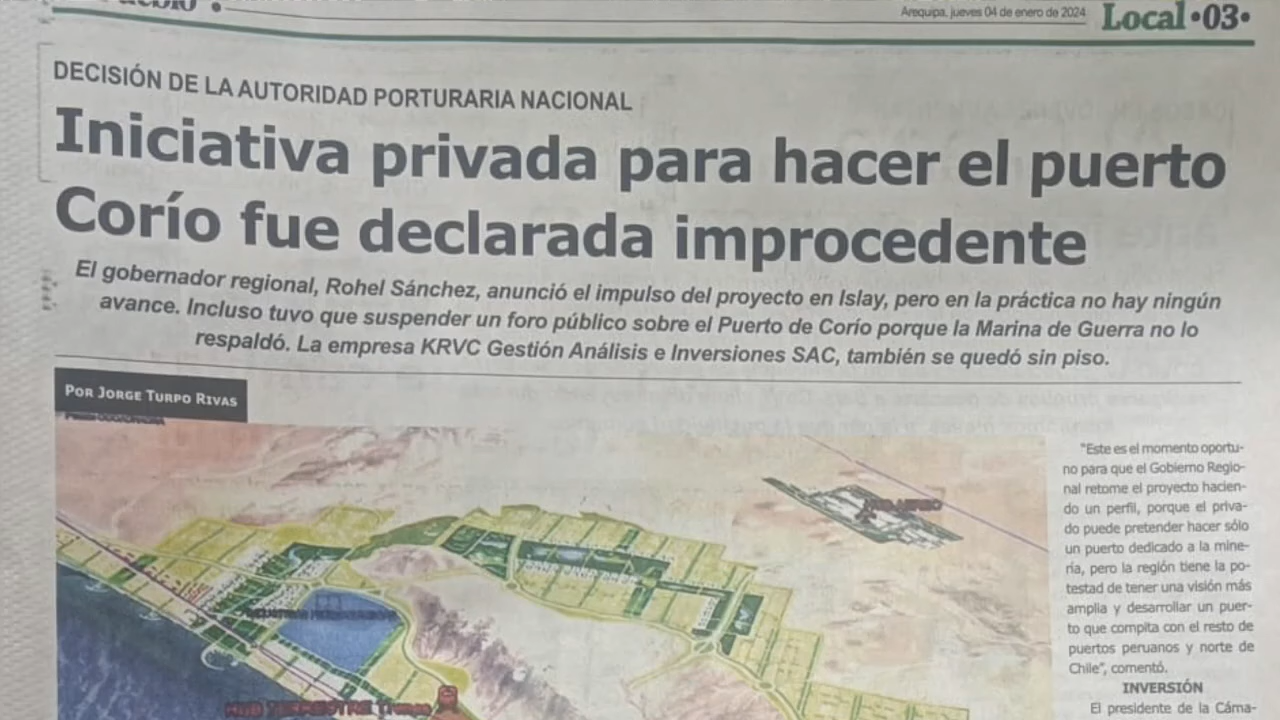 Arequipa, jueves 04 de enero de 2024 Local •03•
DECISIÓN DE LA AUTORIDAD PORTURARIA NACIONAL
Iniciativa privada para hacer el puerto
Corío fue declarada improcedente
El gobernador regional, Rohel Sánchez, anunció el impulso del proyecto en Islay, pero en la práctica no hay ningún
avance. Incluso tuvo que suspender un foro público sobre el Puerto de Corío porque la Marina de Guerra no lo
respaldó. La empresa KRVC Gestión Análisis e Inversiones SAC, también se quedó sin piso.
POR JORGE TURPO RIVAS
"Este es el momento oportu-
no para que el Gobierno Regio-
nal retome el proyecto hacien-
do un perfil, porque el priva-
do puede pretender hacer sólo
un puerto dedicado a la mine-
ría, pero la región tiene la po-
testad de tener una visión más
amplia y desarrollar un puer-
to que compita con el resto de
puertos peruanos y norte de
Chile", comentó.
INVERSIÓN
El presidente de la Cáma-
HUB TERRESTRE